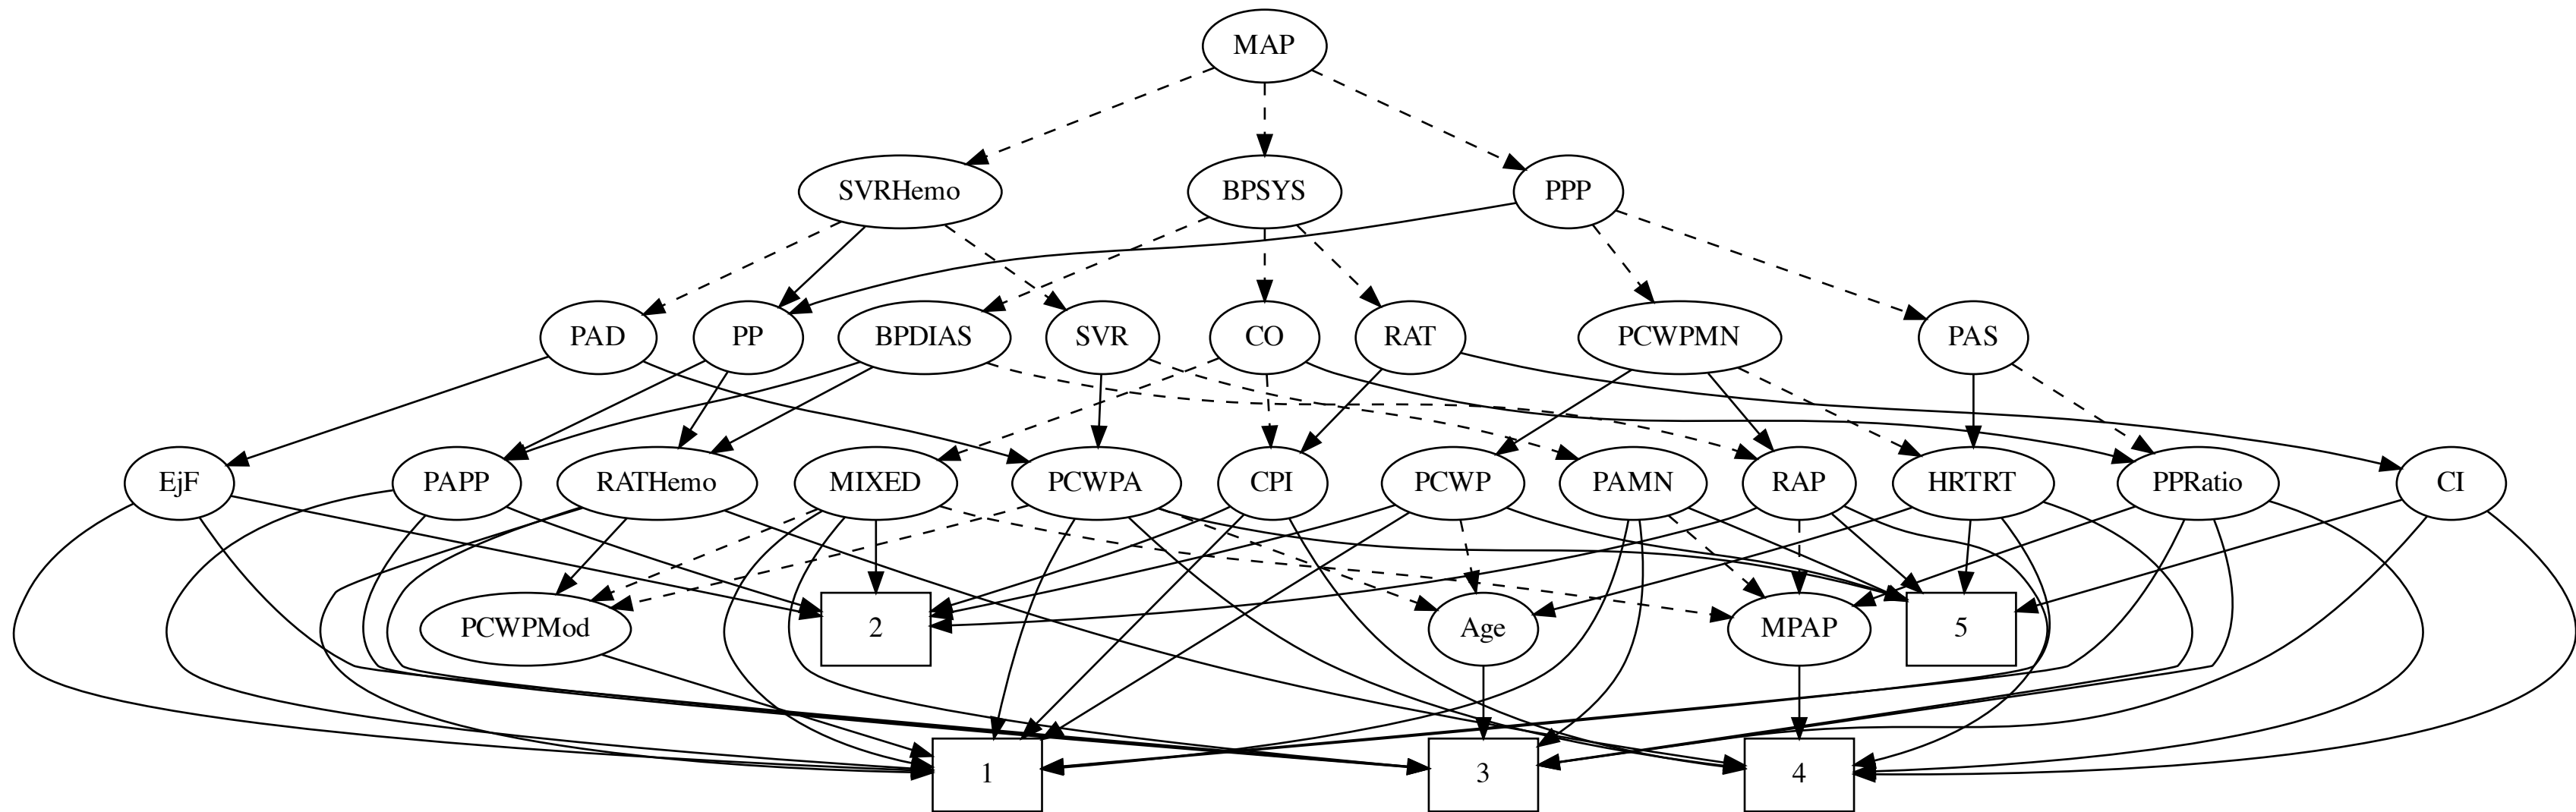 MAP
SVRHemo
BPSYS
PPP
PAD
PP
BPDIAS
SVR
CO
RAT
PCWPMN
PAS
EjF
PAPP
RATHemo
MIXED
PCWPA
CPI
PCWP
PAMN
RAP
HRTRT
PPRatio
CI
PCWPMod
2
Age
MPAP
5
1
3
4